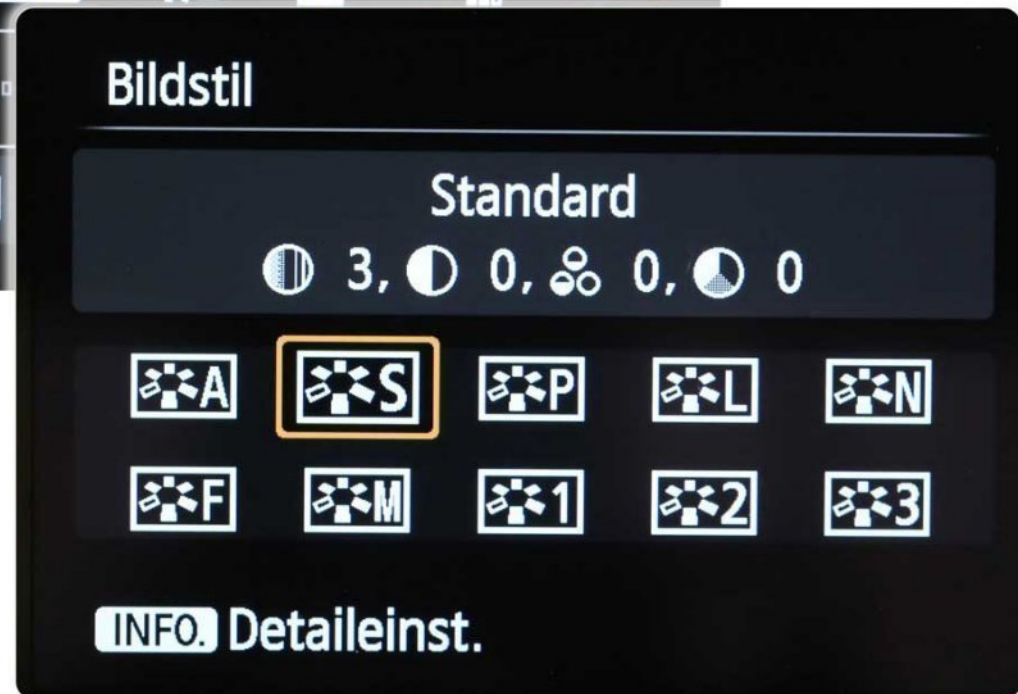 Bildstil
Standard
3, 0, 0, 0
A S P L N
F M 1 2 3
INFO. Detaileinst.